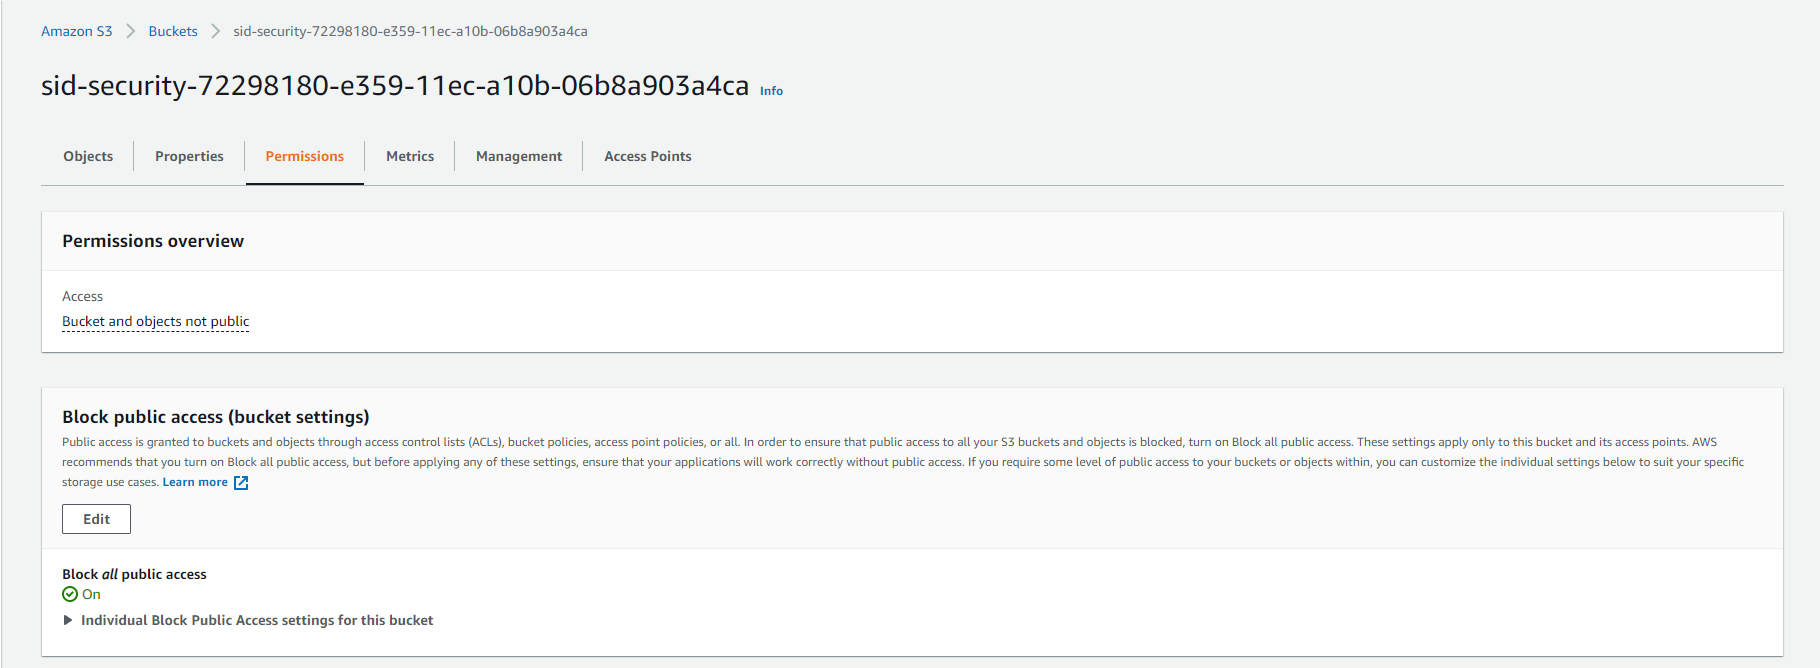 Amazon S3 Buckets sid-security-72298180-e359-11ec-a10b-06b8a903a4ca
sid-security-72298180-e359-11ec-a10b-06b8a903a4ca Info
Objects Properties Permissions Metrics Management Access Points
Permissions overview
Access
Bucket and objects not public
Block public access (bucket settings)
Public access is granted to buckets and objects through access control lists (ACLs), bucket policies, access point policies, or all. In order to ensure that public access to all your S3 buckets and objects is blocked, turn on Block all public access. These settings apply only to this bucket and its access points. AWS
recommends that you turn on Block all public access, but before applying any of these settings, ensure that your applications will work correctly without public access. If you require some level of public access to your buckets or objects within, you can customize the individual settings below to suit your specific
storage use cases. Learn more
Edit
Block all public access
On
Individual Block Public Access settings for this bucket